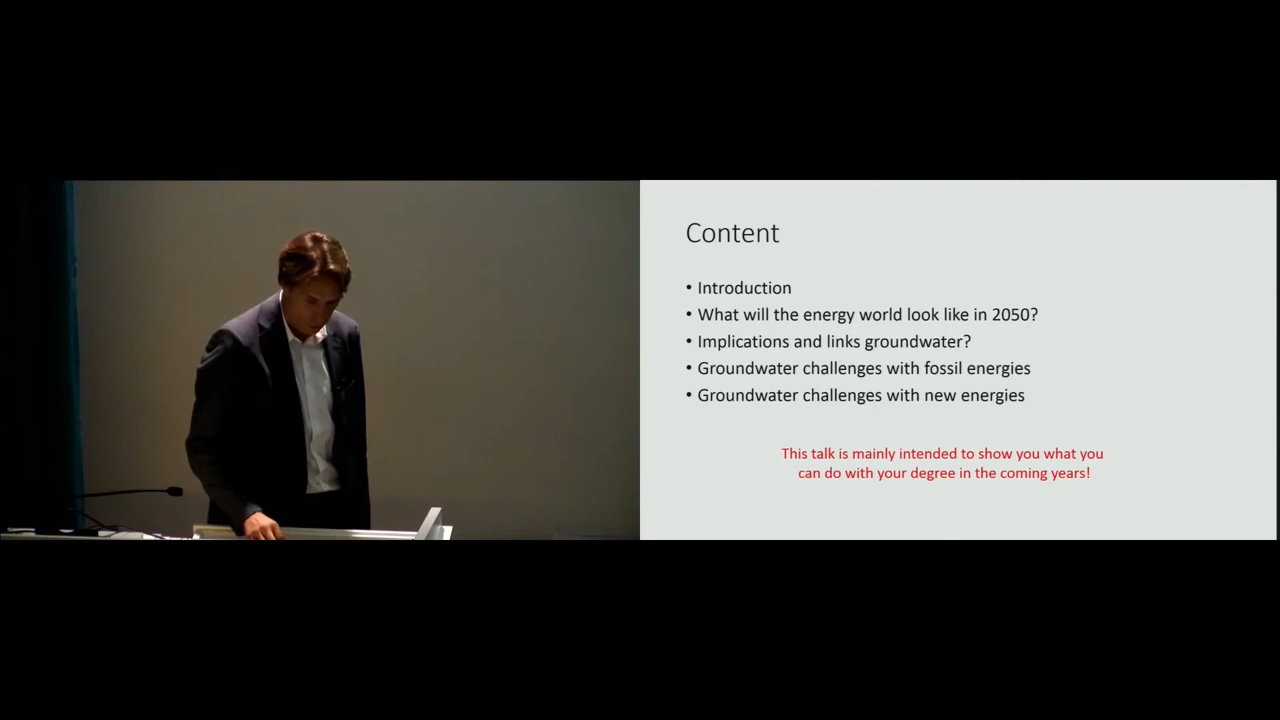 Content
• Introduction
• What will the energy world look like in 2050?
• Implications and links groundwater?
• Groundwater challenges with fossil energies
• Groundwater challenges with new energies
This talk is mainly intended to show you what you
can do with your degree in the coming years!